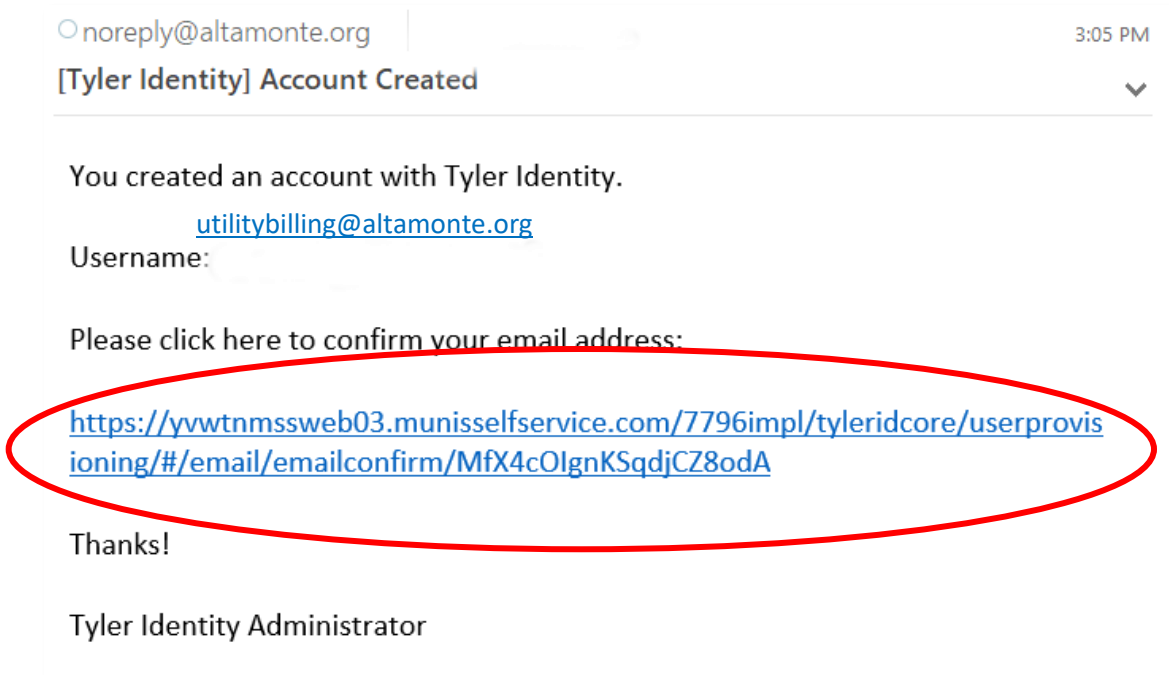 noreply@altamonte.org
3:05 PM
[Tyler Identity] Account Created
You created an account with Tyler Identity.
utilitybilling@altamonte.org
Username:
Please click here to confirm your email address:
https://yvwtnmssweb03.munisselfservice.com/7796impl/tyleridcore/userprovis
ioning/#/email/emailconfirm/MfX4cOIgnKSqdjCZ8odA
Thanks!
Tyler Identity Administrator